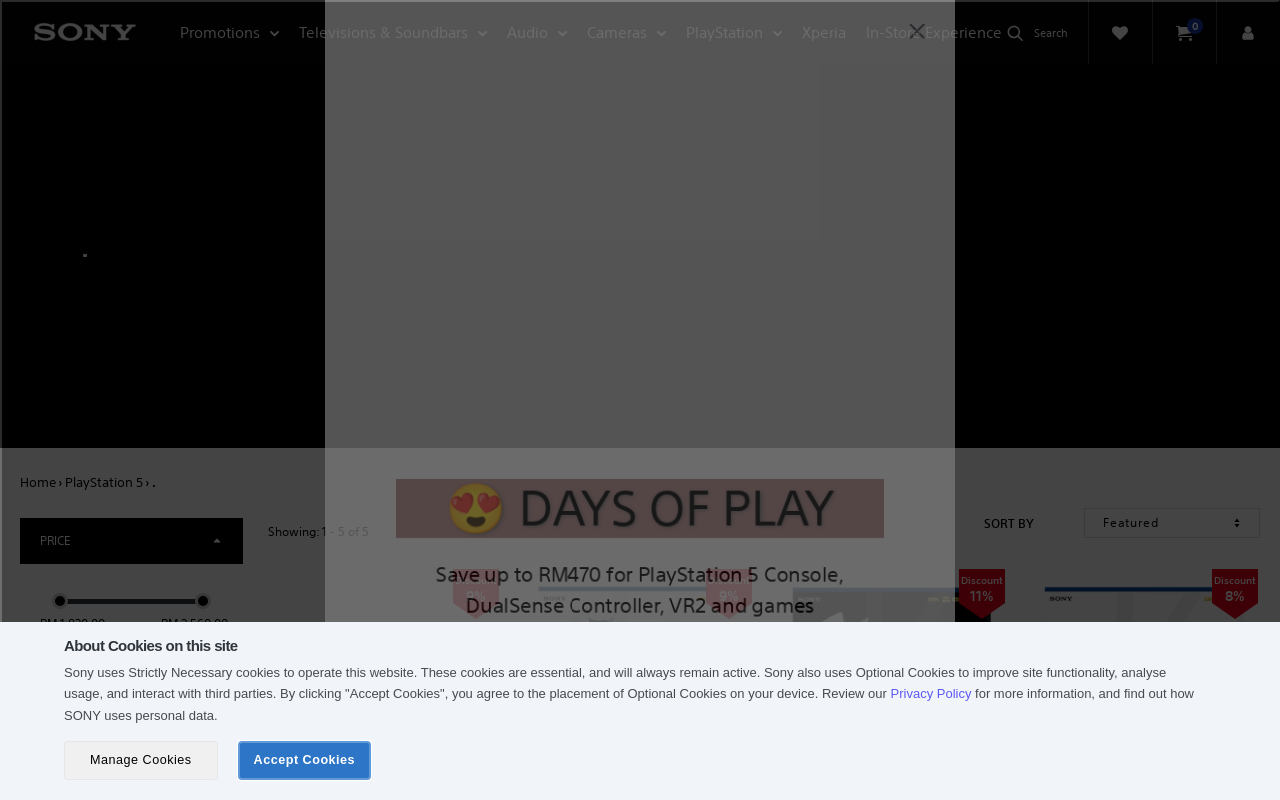 SONY
Promotions
Televisions & Soundbars
Audio
Cameras
PlayStation
Xperia
In-Store Experience
Search
0
Home › PlayStation 5 › .
PRICE
Showing: 1 - 5 of 5
SORT BY
Featured
😍 DAYS OF PLAY
Save up to RM470 for PlayStation 5 Console,
DualSense Controller, VR2 and games
9%
9%
Discount
11%
Discount
8%
SONY
SONY
About Cookies on this site
Sony uses Strictly Necessary cookies to operate this website. These cookies are essential, and will always remain active. Sony also uses Optional Cookies to improve site functionality, analyse
usage, and interact with third parties. By clicking "Accept Cookies", you agree to the placement of Optional Cookies on your device. Review our Privacy Policy for more information, and find out how
SONY uses personal data.
Manage Cookies
Accept Cookies